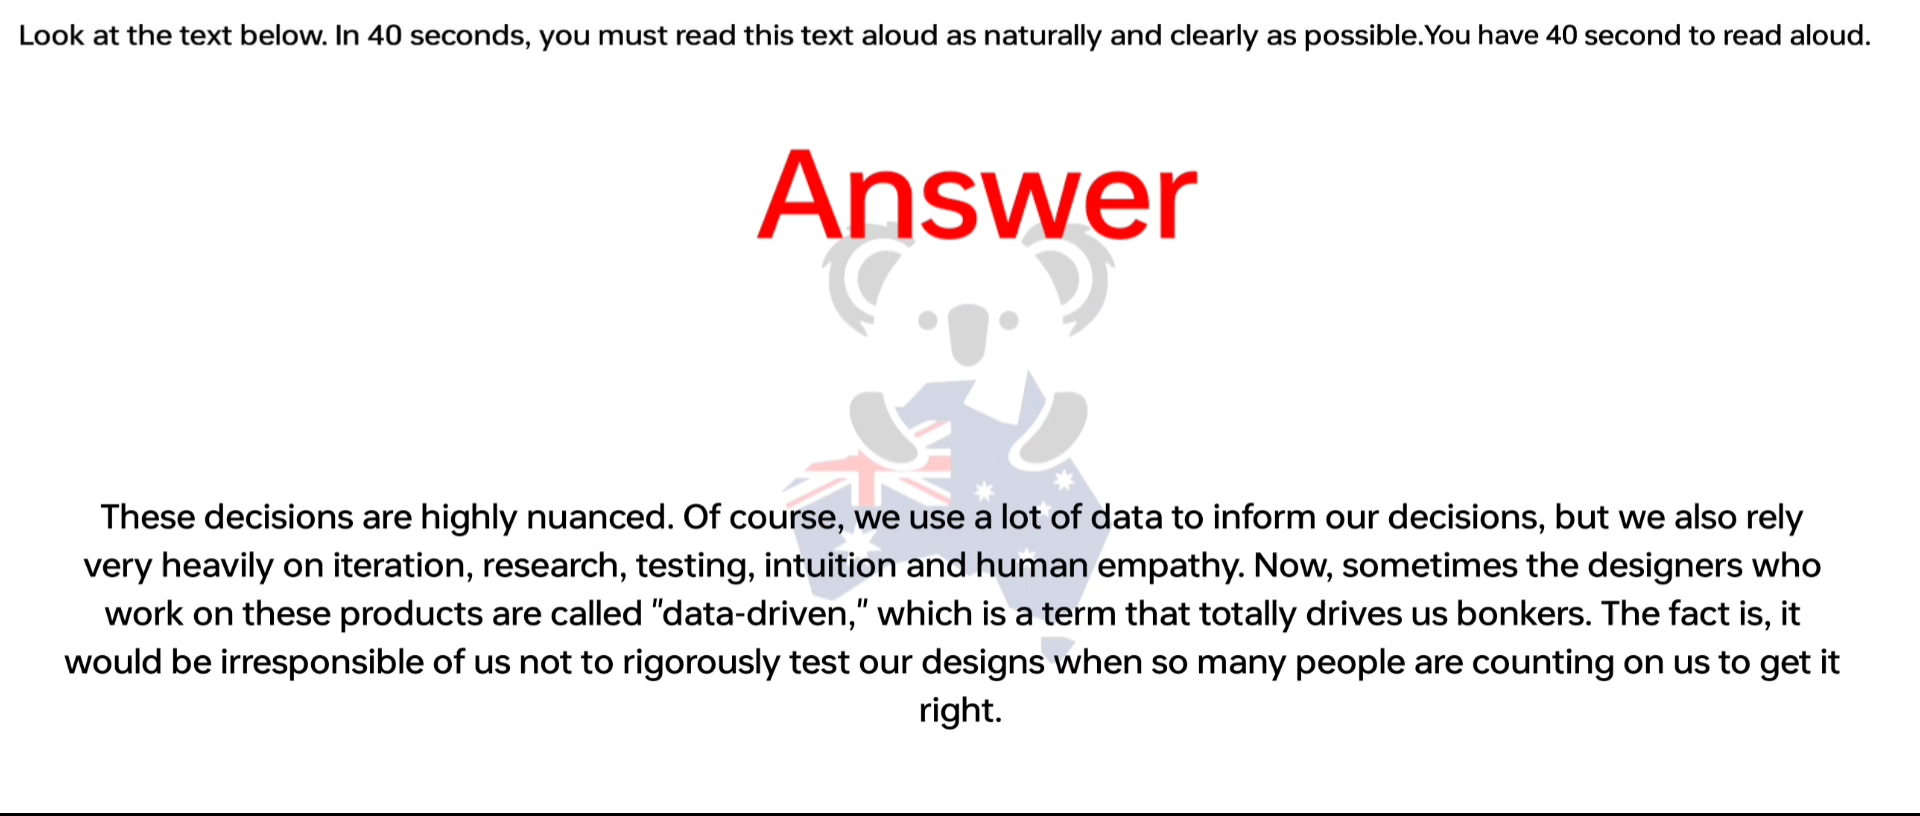 Look at the text below. In 40 seconds, you must read this text aloud as naturally and clearly as possible.You have 40 second to read aloud.
Answer
These decisions are highly nuanced. Of course, we use a lot of data to inform our decisions, but we also rely
very heavily on iteration, research, testing, intuition and human empathy. Now, sometimes the designers who
work on these products are called "data-driven," which is a term that totally drives us bonkers. The fact is, it
would be irresponsible of us not to rigorously test our designs when so many people are counting on us to get it
right.